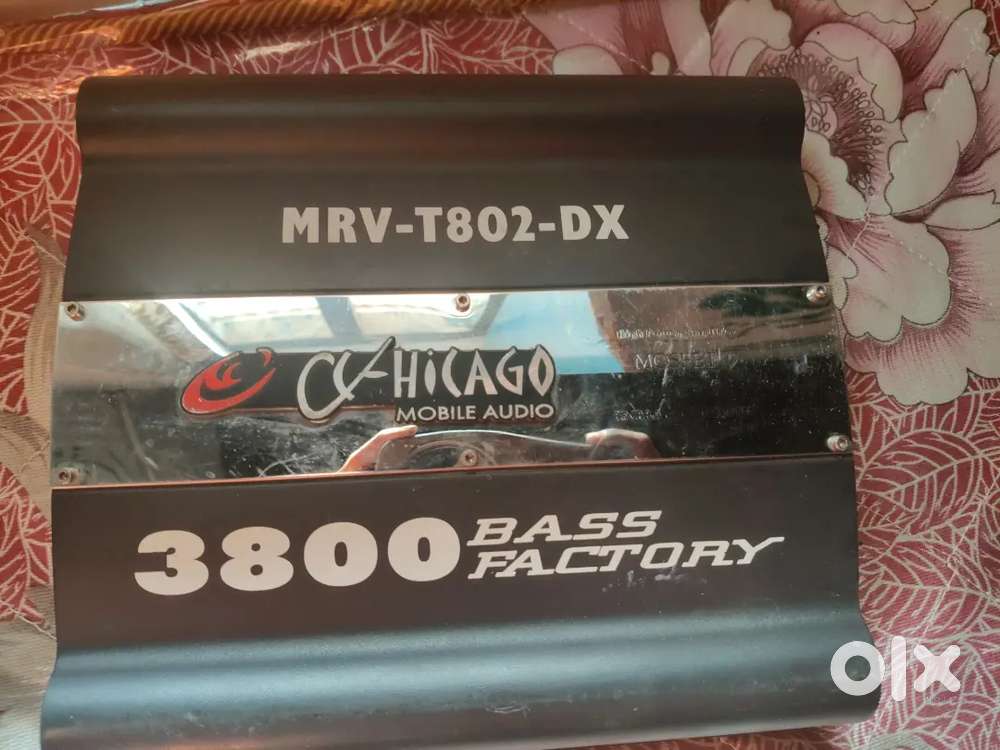 MRV-T802-DX
CHiCAGO
MOBILE AUDIO
3800 BASS
FACTORY
olx